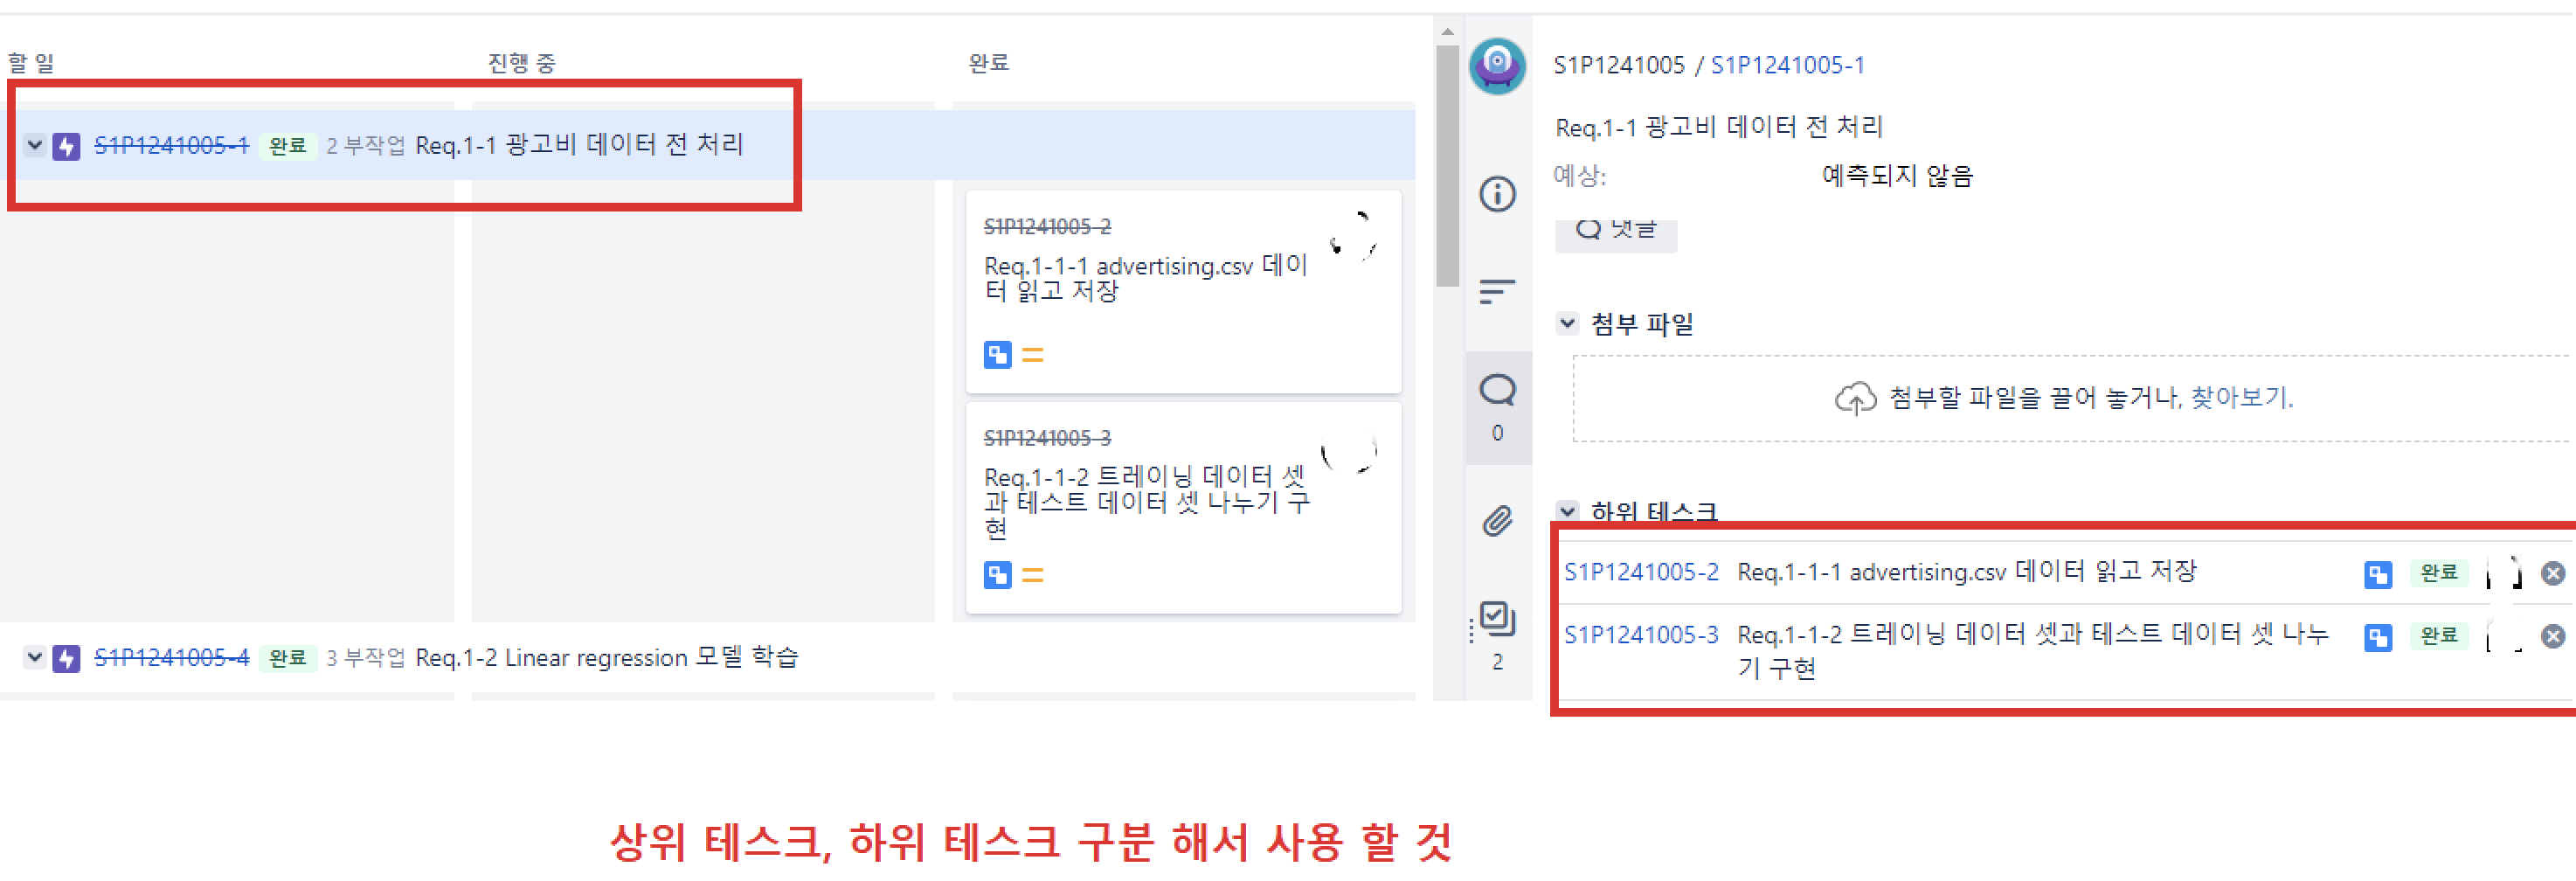 할 일
진행 중
완료
S1P1241005-1 완료 2 부작업 Req.1-1 광고비 데이터 전 처리
S1P1241005-2
Req.1-1-1 advertising.csv 데이
터 읽고 저장
S1P1241005-3
Req.1-1-2 트레이닝 데이터 셋
과 테스트 데이터 셋 나누기 구
현
S1P1241005-4 완료 3 부작업 Req.1-2 Linear regression 모델 학습
0
2
S1P1241005 / S1P1241005-1
Req.1-1 광고비 데이터 전 처리
예상: 예측되지 않음
댓글
첨부 파일
첨부할 파일을 끌어 놓거나, 찾아보기.
하위 테스크
S1P1241005-2 Req.1-1-1 advertising.csv 데이터 읽고 저장 완료
S1P1241005-3 Req.1-1-2 트레이닝 데이터 셋과 테스트 데이터 셋 나누 완료
기 구현
상위 테스크, 하위 테스크 구분 해서 사용 할 것